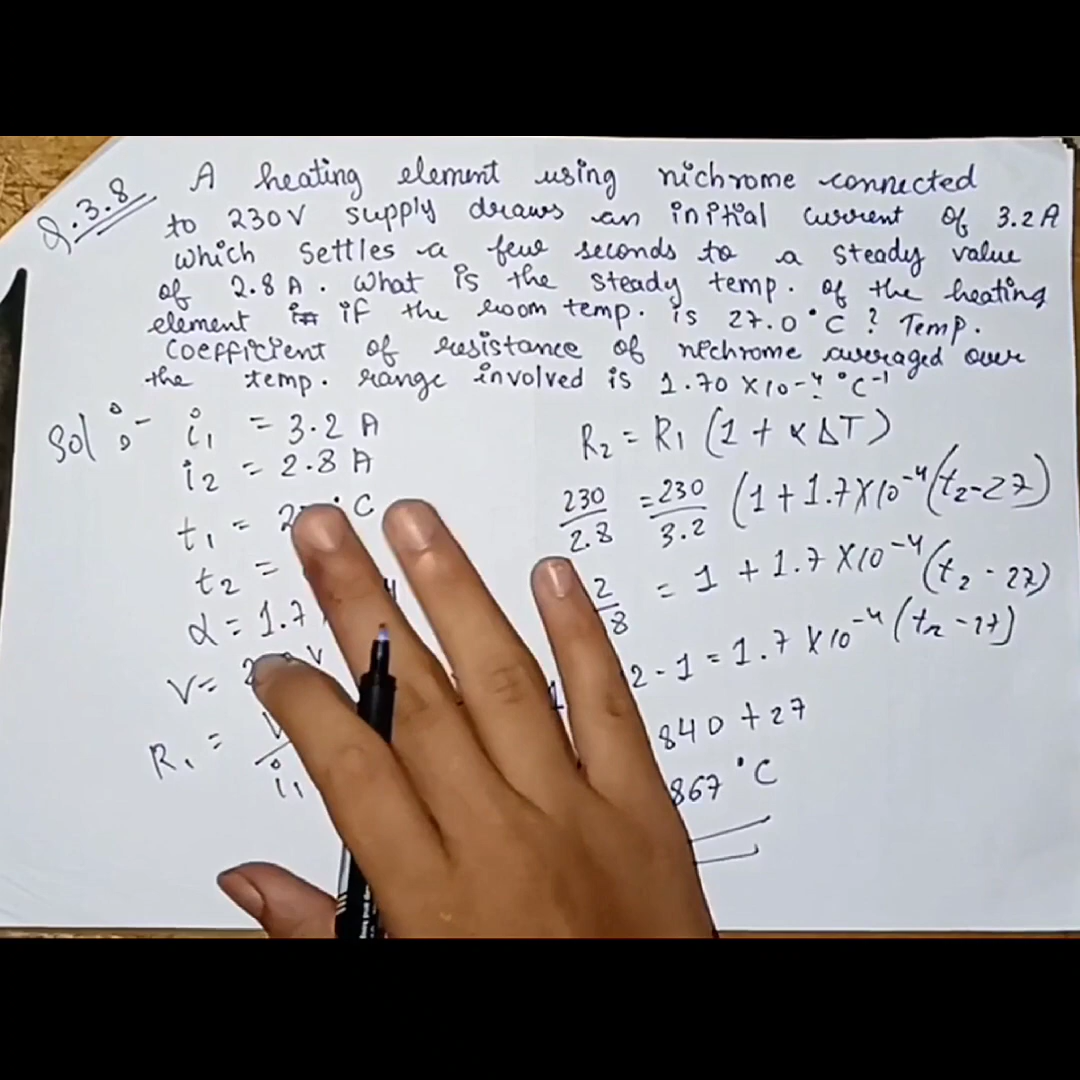 Q.3.8 A heating element using nichrome connected
to 230V supply draws an initial current of 3.2A
which settles a few seconds to a steady value
of 2.8 A. What is the steady temp. of the heating
element if the room temp. is 27.0°C ? Temp.
coefficient of resistance of nichrome averaged over
the temp. range involved is 1.70 × 10-4 °C-1
Sol :-
i1 = 3.2 A
i2 = 2.8 A
t1 = °C
t2 =
α = 1.7
V = V
R1 = V/i1
R2 = R1 (1 + α ΔT)
230/2.8 = 230/3.2 (1 + 1.7×10-4 (t2-27)
= 1 + 1.7 × 10-4 (t2 - 27)
2 - 1 = 1.7 × 10-4 (t2 - 27)
840 + 27
867 °C